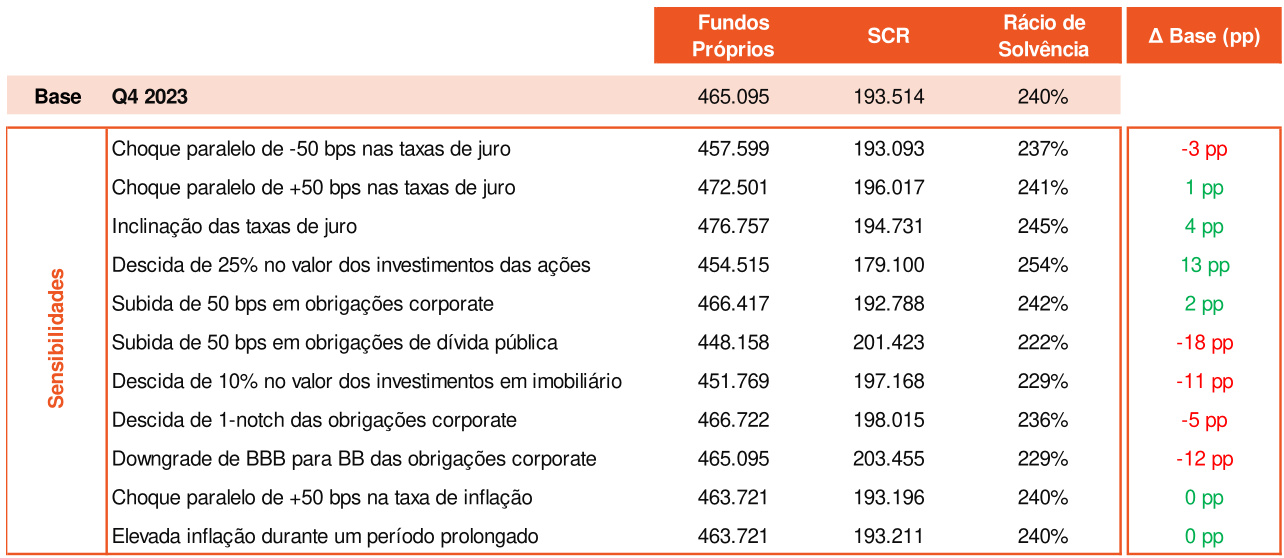 Fundos Próprios SCR Rácio de Solvência Δ Base (pp)
Base Q4 2023 465.095 193.514 240%
Sensibilidades
Choque paralelo de -50 bps nas taxas de juro 457.599 193.093 237% -3 pp
Choque paralelo de +50 bps nas taxas de juro 472.501 196.017 241% 1 pp
Inclinação das taxas de juro 476.757 194.731 245% 4 pp
Descida de 25% no valor dos investimentos das ações 454.515 179.100 254% 13 pp
Subida de 50 bps em obrigações corporate 466.417 192.788 242% 2 pp
Subida de 50 bps em obrigações de dívida pública 448.158 201.423 222% -18 pp
Descida de 10% no valor dos investimentos em imobiliário 451.769 197.168 229% -11 pp
Descida de 1-notch das obrigações corporate 466.722 198.015 236% -5 pp
Downgrade de BBB para BB das obrigações corporate 465.095 203.455 229% -12 pp
Choque paralelo de +50 bps na taxa de inflação 463.721 193.196 240% 0 pp
Elevada inflação durante um período prolongado 463.721 193.211 240% 0 pp